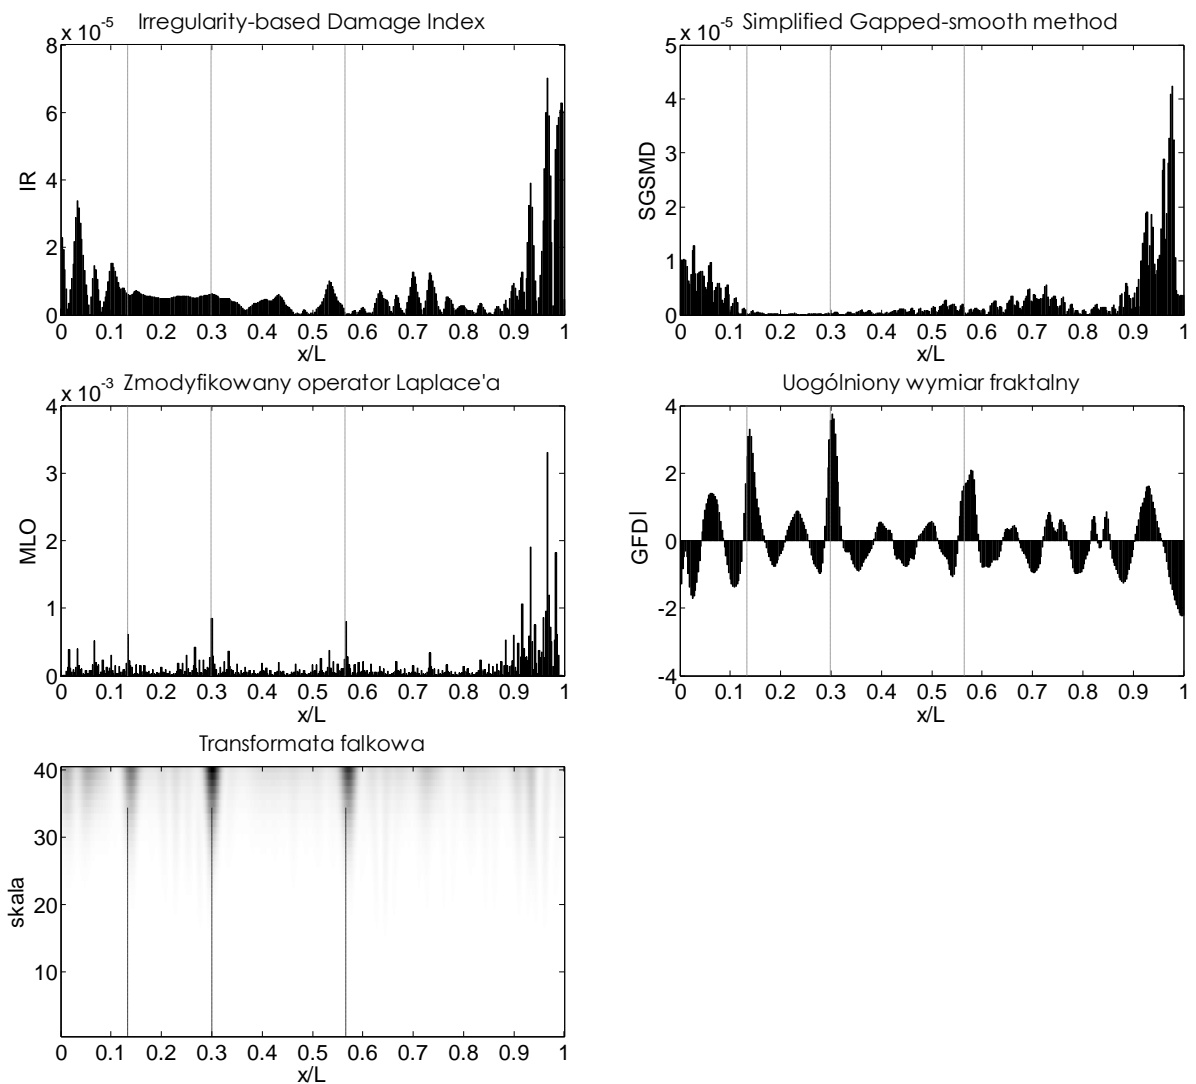 Irregularity-based Damage Index
x 10-5
8
6
4
2
0
IR
0 0.1 0.2 0.3 0.4 0.5 0.6 0.7 0.8 0.9 1
x/L
Simplified Gapped-smooth method
x 10-5
5
4
3
2
1
0
SGSMD
0 0.1 0.2 0.3 0.4 0.5 0.6 0.7 0.8 0.9 1
x/L
Zmodyfikowany operator Laplace'a
x 10-3
4
3
2
1
0
MLO
0 0.1 0.2 0.3 0.4 0.5 0.6 0.7 0.8 0.9 1
x/L
Uogólniony wymiar fraktalny
4
2
0
-2
-4
GFD|
0 0.1 0.2 0.3 0.4 0.5 0.6 0.7 0.8 0.9 1
x/L
Transformata falkowa
40
30
20
10
skala
0 0.1 0.2 0.3 0.4 0.5 0.6 0.7 0.8 0.9 1
x/L